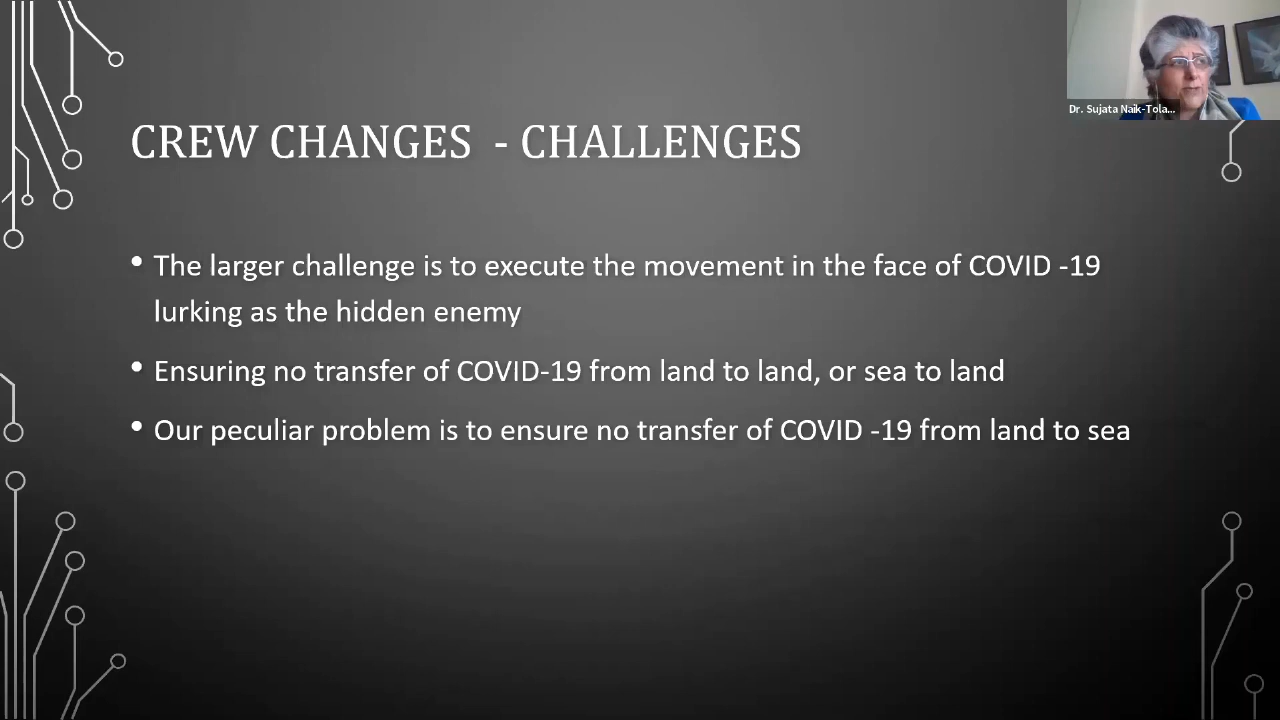 Dr. Sujata Naik-Tola...
CREW CHANGES - CHALLENGES
• The larger challenge is to execute the movement in the face of COVID -19
lurking as the hidden enemy
• Ensuring no transfer of COVID-19 from land to land, or sea to land
• Our peculiar problem is to ensure no transfer of COVID -19 from land to sea